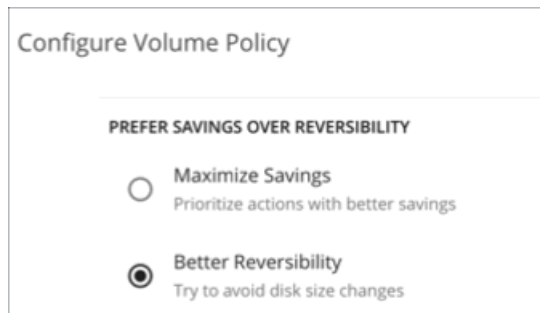 Configure Volume Policy
PREFER SAVINGS OVER REVERSIBILITY
Maximize Savings
Prioritize actions with better savings
Better Reversibility
Try to avoid disk size changes